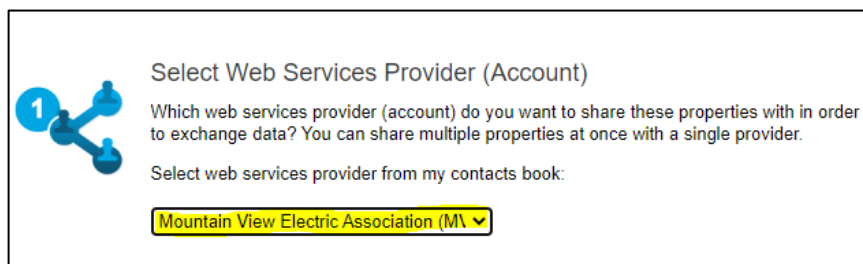 Select Web Services Provider (Account)
1
Which web services provider (account) do you want to share these properties with in order
to exchange data? You can share multiple properties at once with a single provider.
Select web services provider from my contacts book:
Mountain View Electric Association (MV